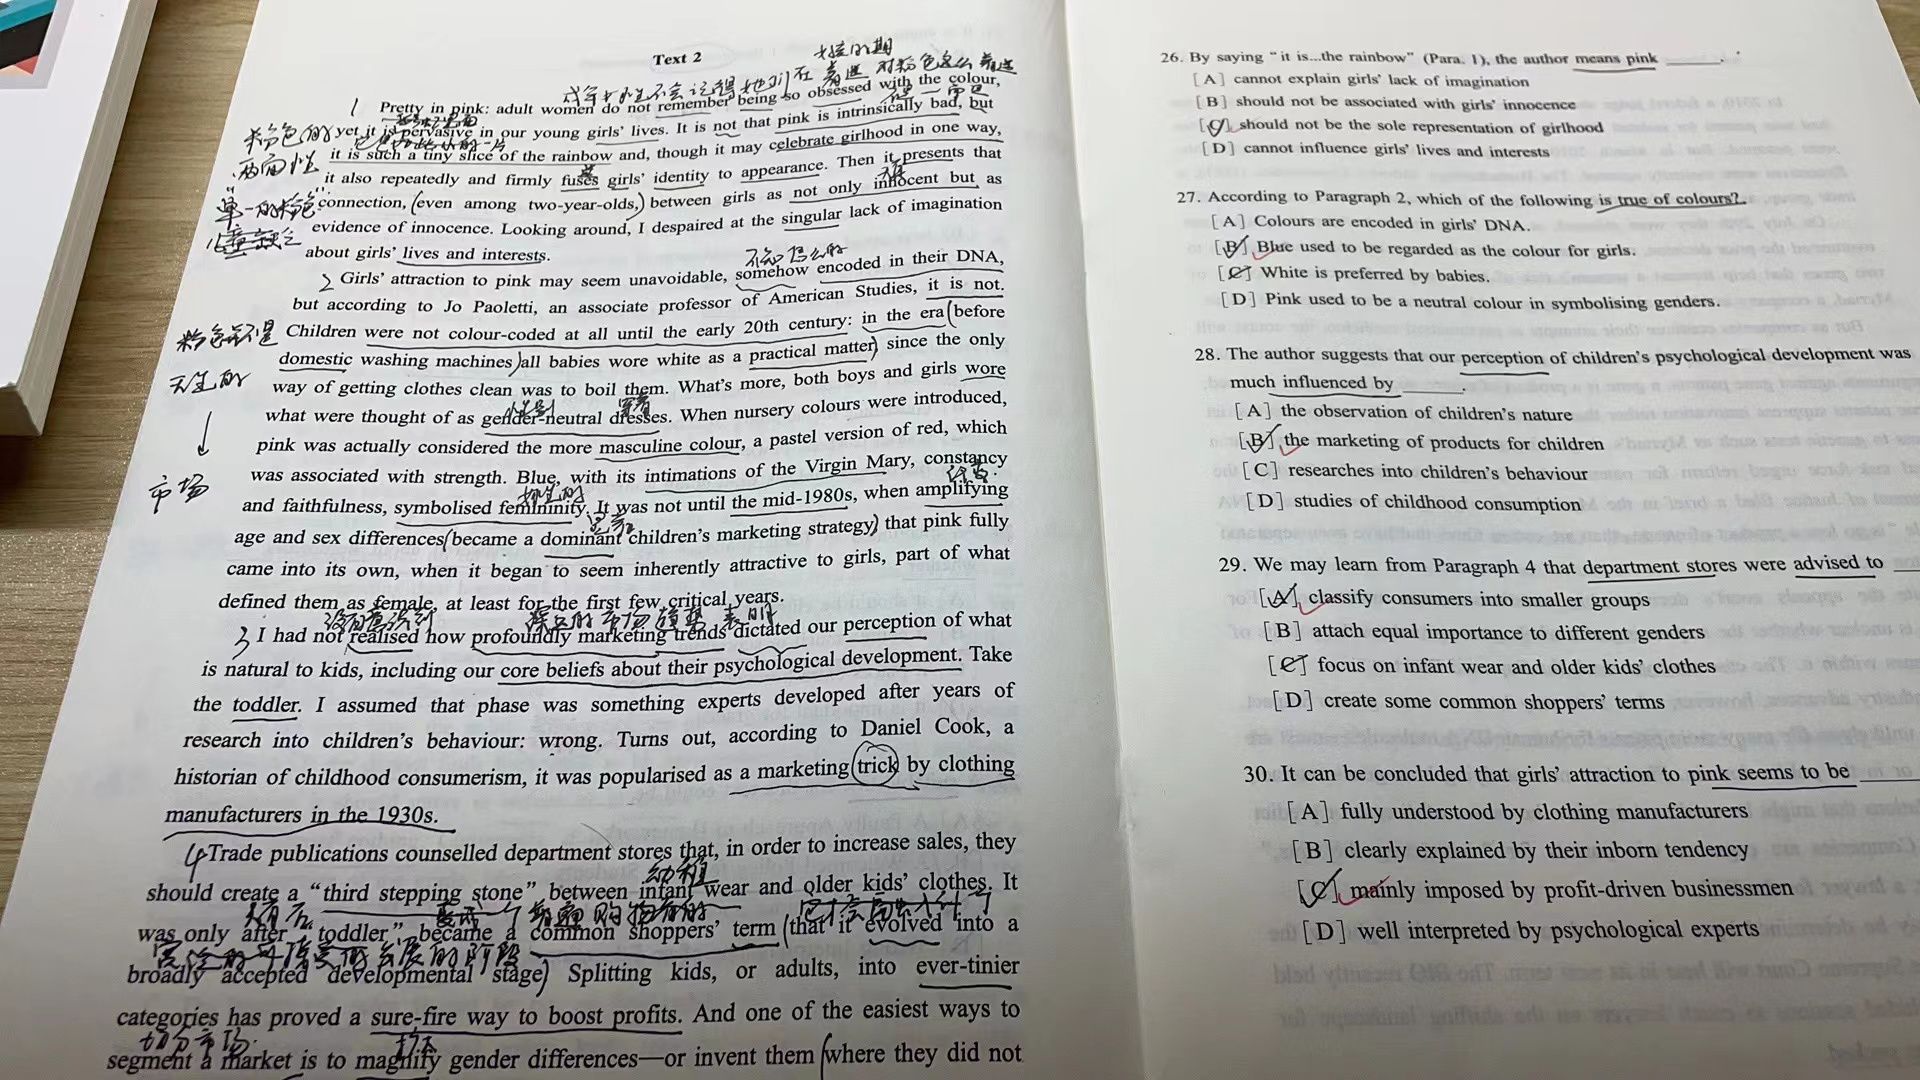 Text 2
Pretty in pink: adult women do not remember being so obsessed with the colour,
yet it is pervasive in our young girls' lives. It is not that pink is intrinsically bad, but
it is such a tiny slice of the rainbow and, though it may celebrate girlhood in one way,
it also repeatedly and firmly fuses girls' identity to appearance. Then it presents that
connection, (even among two-year-olds,) between girls as not only innocent but as
evidence of innocence. Looking around, I despaired at the singular lack of imagination
about girls' lives and interests.
Girls' attraction to pink may seem unavoidable, somehow encoded in their DNA,
but according to Jo Paoletti, an associate professor of American Studies, it is not.
Children were not colour-coded at all until the early 20th century: in the era (before
domestic washing machines) all babies wore white as a practical matter, since the only
way of getting clothes clean was to boil them. What's more, both boys and girls wore
what were thought of as gender-neutral dresses. When nursery colours were introduced,
pink was actually considered the more masculine colour, a pastel version of red, which
was associated with strength. Blue, with its intimations of the Virgin Mary, constancy
and faithfulness, symbolised femininity. It was not until the mid-1980s, when amplifying
age and sex differences (became a dominant children's marketing strategy) that pink fully
came into its own, when it began to seem inherently attractive to girls, part of what
defined them as female, at least for the first few critical years.
I had not realised how profoundly marketing trends dictated our perception of what
is natural to kids, including our core beliefs about their psychological development. Take
the toddler. I assumed that phase was something experts developed after years of
research into children's behaviour: wrong. Turns out, according to Daniel Cook, a
historian of childhood consumerism, it was popularised as a marketing trick by clothing
manufacturers in the 1930s.
Trade publications counselled department stores that, in order to increase sales, they
should create a "third stepping stone" between infant wear and older kids' clothes. It
was only after "toddler" became a common shoppers' term (that it evolved into a
broadly accepted developmental stage) Splitting kids, or adults, into ever-tinier
categories has proved a sure-fire way to boost profits. And one of the easiest ways to
segment a market is to magnify gender differences—or invent them (where they did not
粉色的
两面性
粉色并不是
天生的
↓
市场
26. By saying "it is...the rainbow" (Para. 1), the author means pink ______.
[A] cannot explain girls' lack of imagination
[B] should not be associated with girls' innocence
[C] should not be the sole representation of girlhood
[D] cannot influence girls' lives and interests
27. According to Paragraph 2, which of the following is true of colours?
[A] Colours are encoded in girls' DNA.
[B] Blue used to be regarded as the colour for girls.
[C] White is preferred by babies.
[D] Pink used to be a neutral colour in symbolising genders.
28. The author suggests that our perception of children's psychological development was
much influenced by ______.
[A] the observation of children's nature
[B] the marketing of products for children
[C] researches into children's behaviour
[D] studies of childhood consumption
29. We may learn from Paragraph 4 that department stores were advised to ___
[A] classify consumers into smaller groups
[B] attach equal importance to different genders
[C] focus on infant wear and older kids' clothes
[D] create some common shoppers' terms
30. It can be concluded that girls' attraction to pink seems to be ______
[A] fully understood by clothing manufacturers
[B] clearly explained by their inborn tendency
[C] mainly imposed by profit-driven businessmen
[D] well interpreted by psychological experts